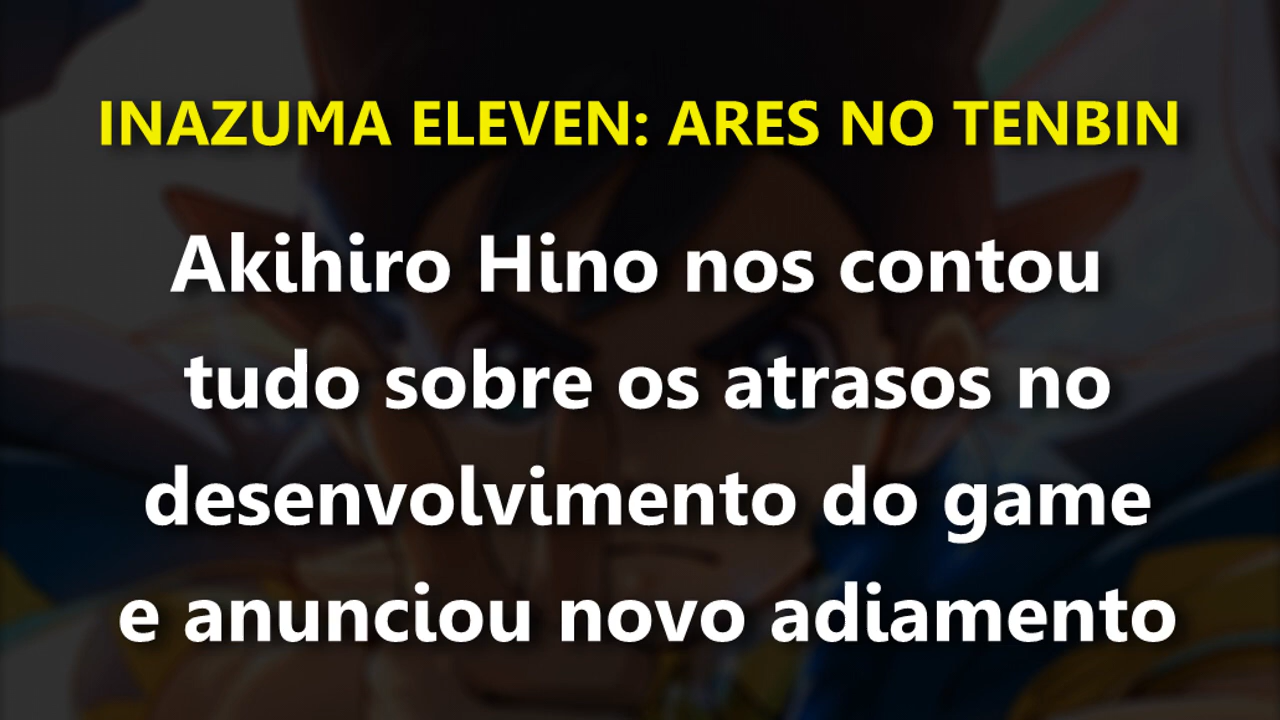 INAZUMA ELEVEN: ARES NO TENBIN
Akihiro Hino nos contou
tudo sobre os atrasos no
desenvolvimento do game
e anunciou novo adiamento